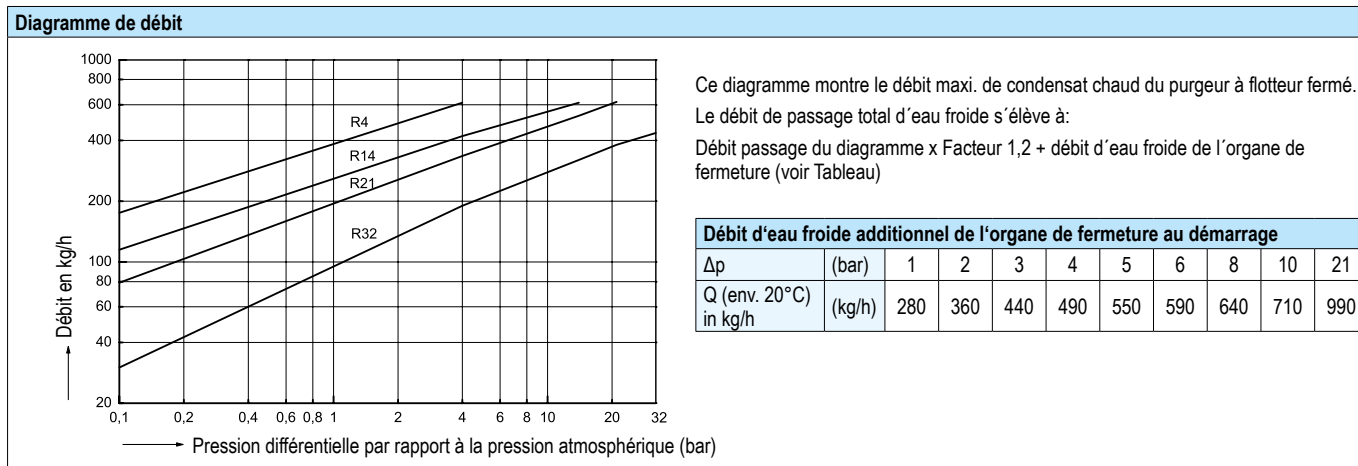 Diagramme de débit
1000
800
600
400
200
100
80
60
40
20
Débit en kg/h
R4
R14
R21
R32
0,1 0,2 0,4 0,6 0,8 1 2 4 6 8 10 20 32
Pression différentielle par rapport à la pression atmosphérique (bar)
Ce diagramme montre le débit maxi. de condensat chaud du purgeur à flotteur fermé.
Le débit de passage total d´eau froide s´élève à:
Débit passage du diagramme x Facteur 1,2 + débit d´eau froide de l´organe de
fermeture (voir Tableau)
Débit d‘eau froide additionnel de l‘organe de fermeture au démarrage
Δp (bar) 1 2 3 4 5 6 8 10 21
Q (env. 20°C)
in kg/h (kg/h) 280 360 440 490 550 590 640 710 990